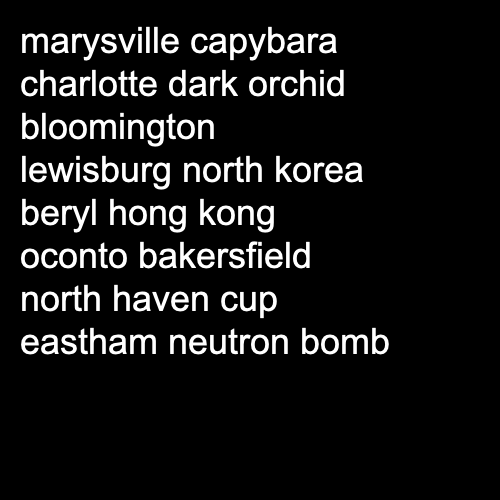 marysville capybara
charlotte dark orchid
bloomington
lewisburg north korea
beryl hong kong
oconto bakersfield
north haven cup
eastham neutron bomb